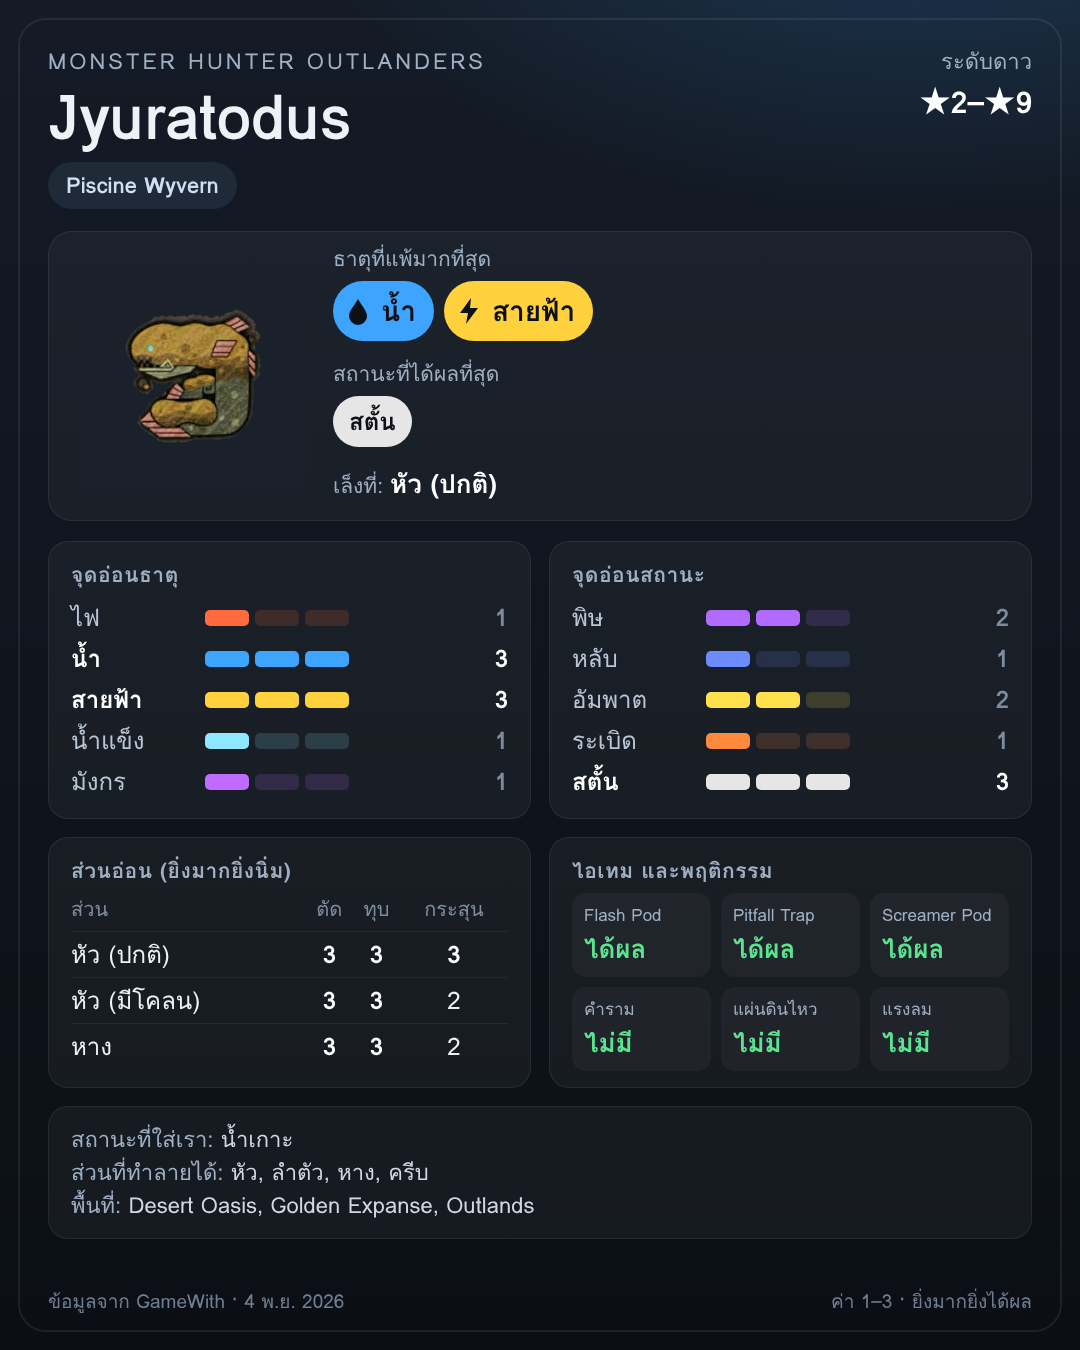 MONSTER HUNTER OUTLANDERS
ระดับดาว
Jyuratodus
★2–★9
Piscine Wyvern
ธาตุที่แพ้มากที่สุด
น้ำ สายฟ้า
สถานะที่ได้ผลที่สุด
สตั้น
เล็งที่: หัว (ปกติ)
จุดอ่อนธาตุ
ไฟ 1
น้ำ 3
สายฟ้า 3
น้ำแข็ง 1
มังกร 1
จุดอ่อนสถานะ
พิษ 2
หลับ 1
อัมพาต 2
ระเบิด 1
สตั้น 3
ส่วนอ่อน (ยิ่งมากยิ่งนิ่ม)
ส่วน ตัด ทุบ กระสุน
หัว (ปกติ) 3 3 3
หัว (มีโคลน) 3 3 2
หาง 3 3 2
ไอเทม และพฤติกรรม
Flash Pod Pitfall Trap Screamer Pod
ได้ผล ได้ผล ได้ผล
คำราม แผ่นดินไหว แรงลม
ไม่มี ไม่มี ไม่มี
สถานะที่ใส่เรา: น้ำเกาะ
ส่วนที่ทำลายได้: หัว, ลำตัว, หาง, ครีบ
พื้นที่: Desert Oasis, Golden Expanse, Outlands
ข้อมูลจาก GameWith · 4 พ.ย. 2026
ค่า 1–3 · ยิ่งมากยิ่งได้ผล